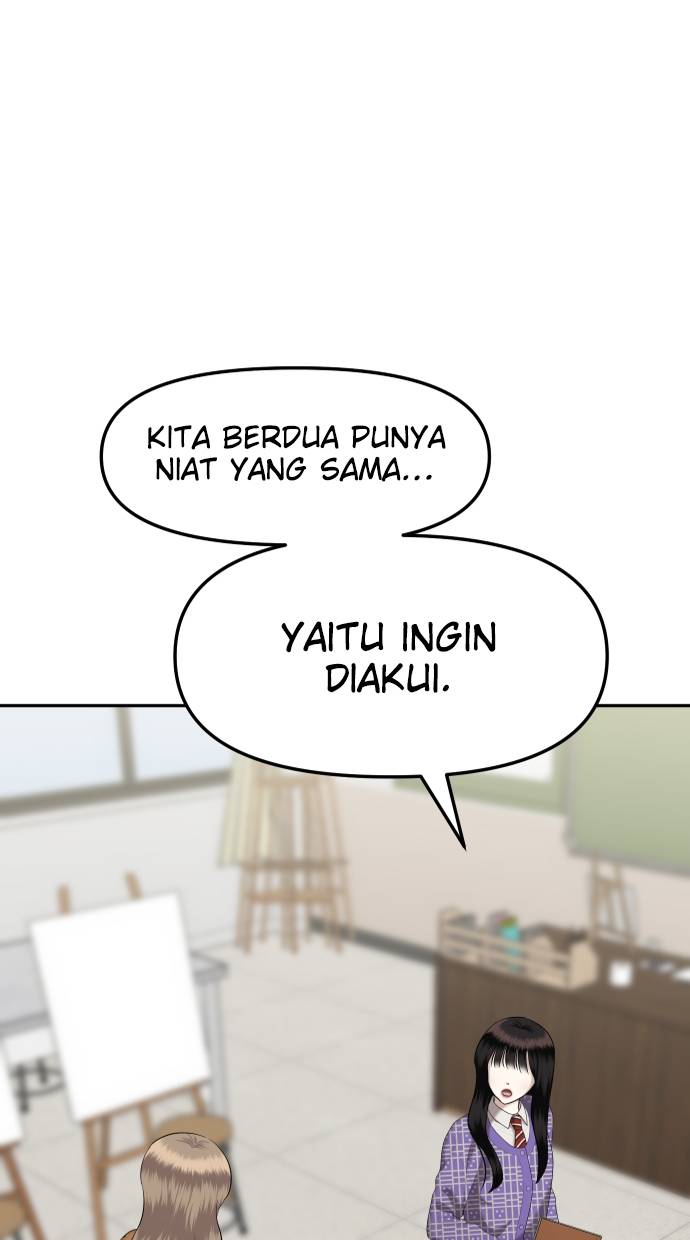 KITA BERDUA PUNYA
NIAT YANG SAMA...
YAITU INGIN
DIAKUI.